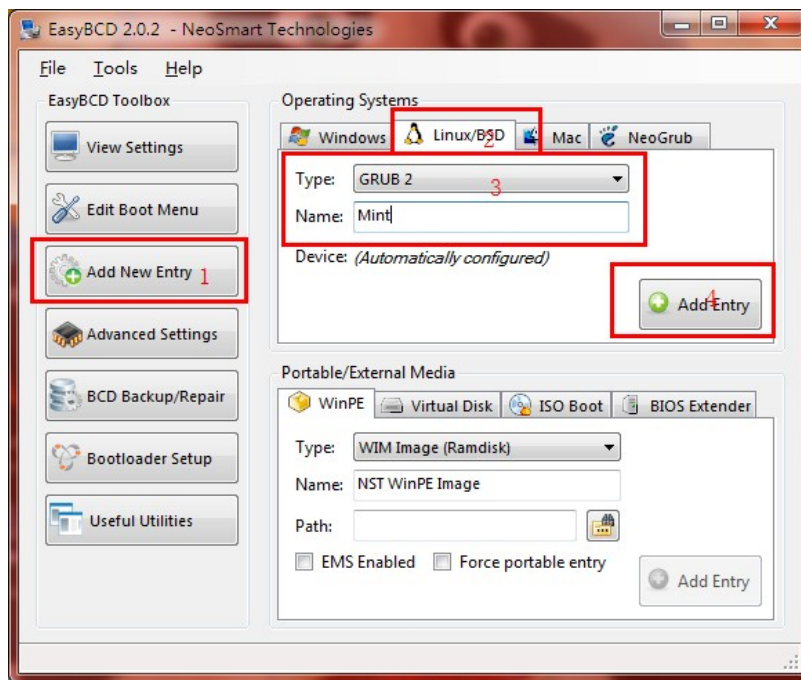 EasyBCD 2.0.2 - NeoSmart Technologies
File Tools Help
EasyBCD Toolbox
View Settings
Edit Boot Menu
Add New Entry 1
Advanced Settings
BCD Backup/Repair
Bootloader Setup
Useful Utilities
Operating Systems
Windows Linux/BSD 2 Mac NeoGrub
Type: GRUB 2 3
Name: Mint
Device: (Automatically configured)
Add Entry 4
Portable/External Media
WinPE Virtual Disk ISO Boot BIOS Extender
Type: WIM Image (Ramdisk)
Name: NST WinPE Image
Path:
EMS Enabled Force portable entry
Add Entry